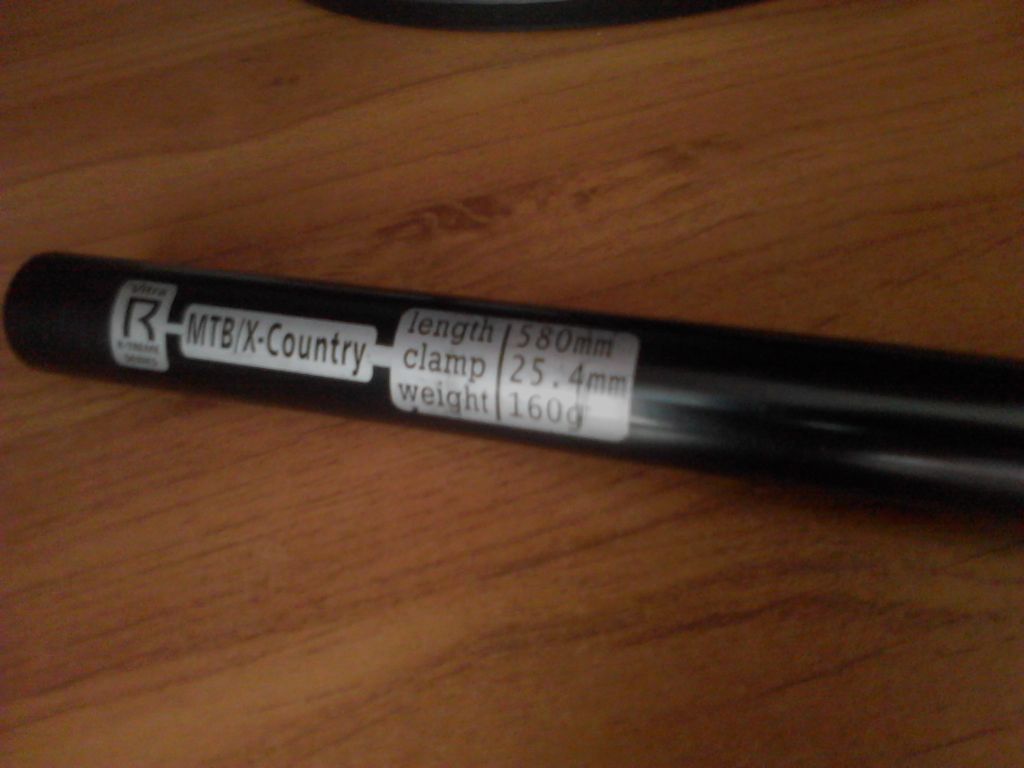 R
MTB/X-Country
length 580mm
clamp 25.4mm
weight 160g